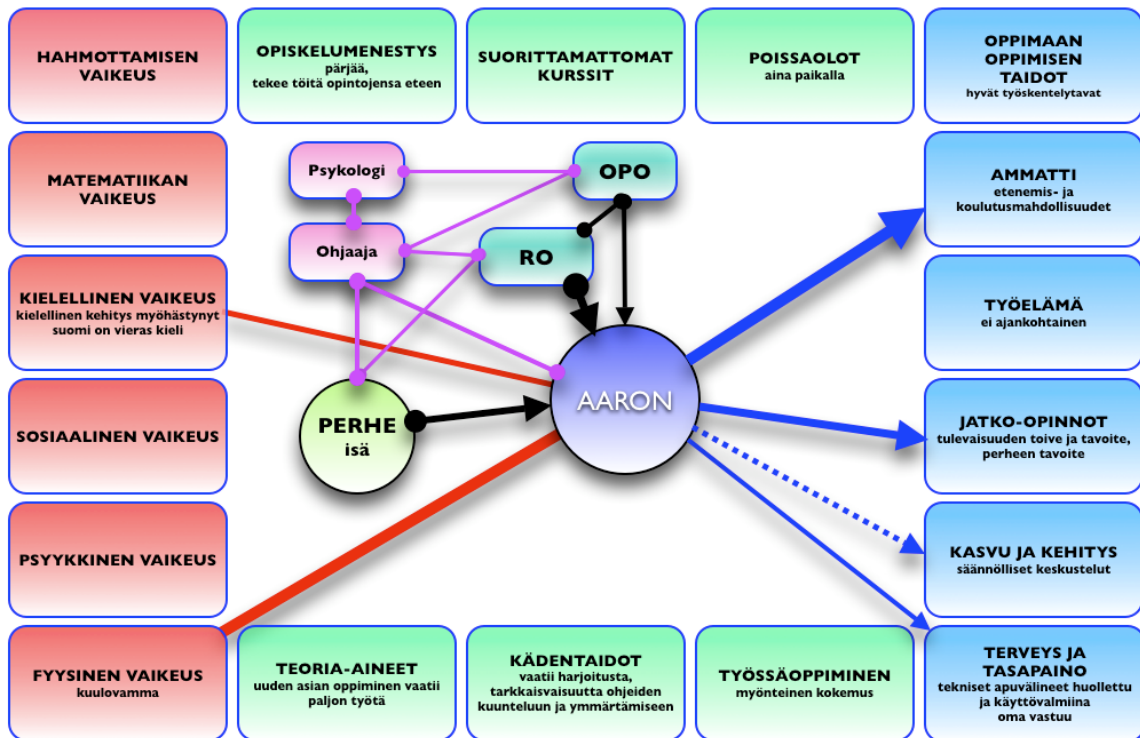 HAHMOTTAMISEN
VAIKEUS
OPISKELUMENESTYS
pärjää,
tekee töitä opintojensa eteen
SUORITTAMATTOMAT
KURSSIT
POISSAOLOT
aina paikalla
OPPIMAAN
OPPIMISEN
TAIDOT
hyvät työskentelytavat
MATEMATIIKAN
VAIKEUS
Psykologi
OPO
AMMATTI
etenemis- ja
koulutusmahdollisuudet
Ohjaaja
RO
KIELELLINEN VAIKEUS
kielellinen kehitys myöhästynyt
suomi on vieras kieli
TYÖELÄMÄ
ei ajankohtainen
SOSIAALINEN VAIKEUS
PERHE
isä
AARON
JATKO-OPINNOT
tulevaisuuden toive ja tavoite,
perheen tavoite
PSYYKKINEN VAIKEUS
KASVU JA KEHITYS
säännölliset keskustelut
FYYSINEN VAIKEUS
kuulovamma
TEORIA-AINEET
uuden asian oppiminen vaatii
paljon työtä
KÄDENTAIDOT
vaatii harjoitusta,
tarkkaisvaisuutta ohjeiden
kuunteluun ja ymmärtämiseen
TYÖSSÄOPPIMINEN
myönteinen kokemus
TERVEYS JA
TASAPAINO
tekniset apuvälineet huollettu
ja käyttövalmiina
oma vastuu